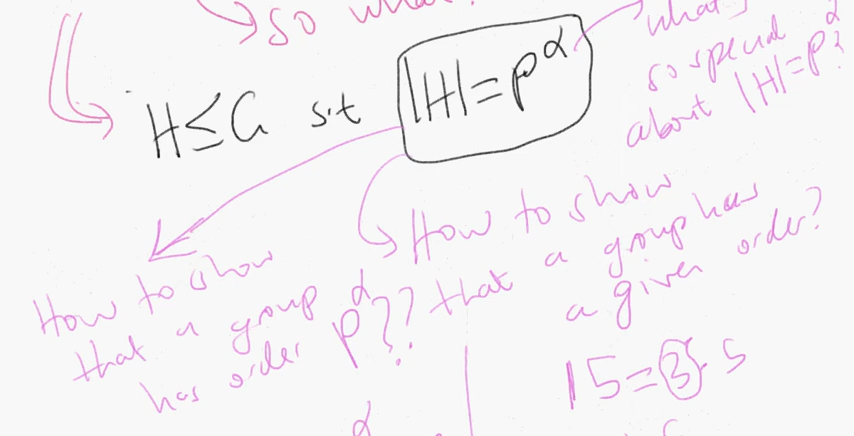 so what?
H≤G s.t |H|=p^α
what's
so special
about |H|=p^α?
How to show
that a group
has order p^α??
How to show
that a group has
a given order?
15=3·5
α